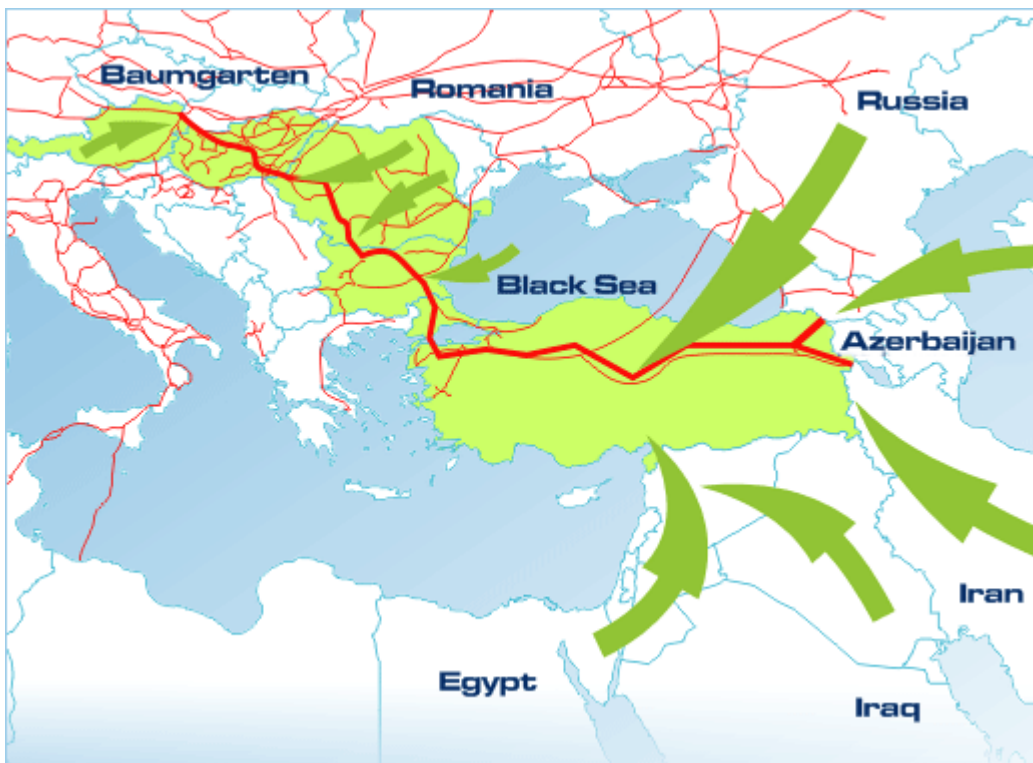 Baumgarten
Romania
Russia
Black Sea
Azerbaijan
Iran
Egypt
Iraq